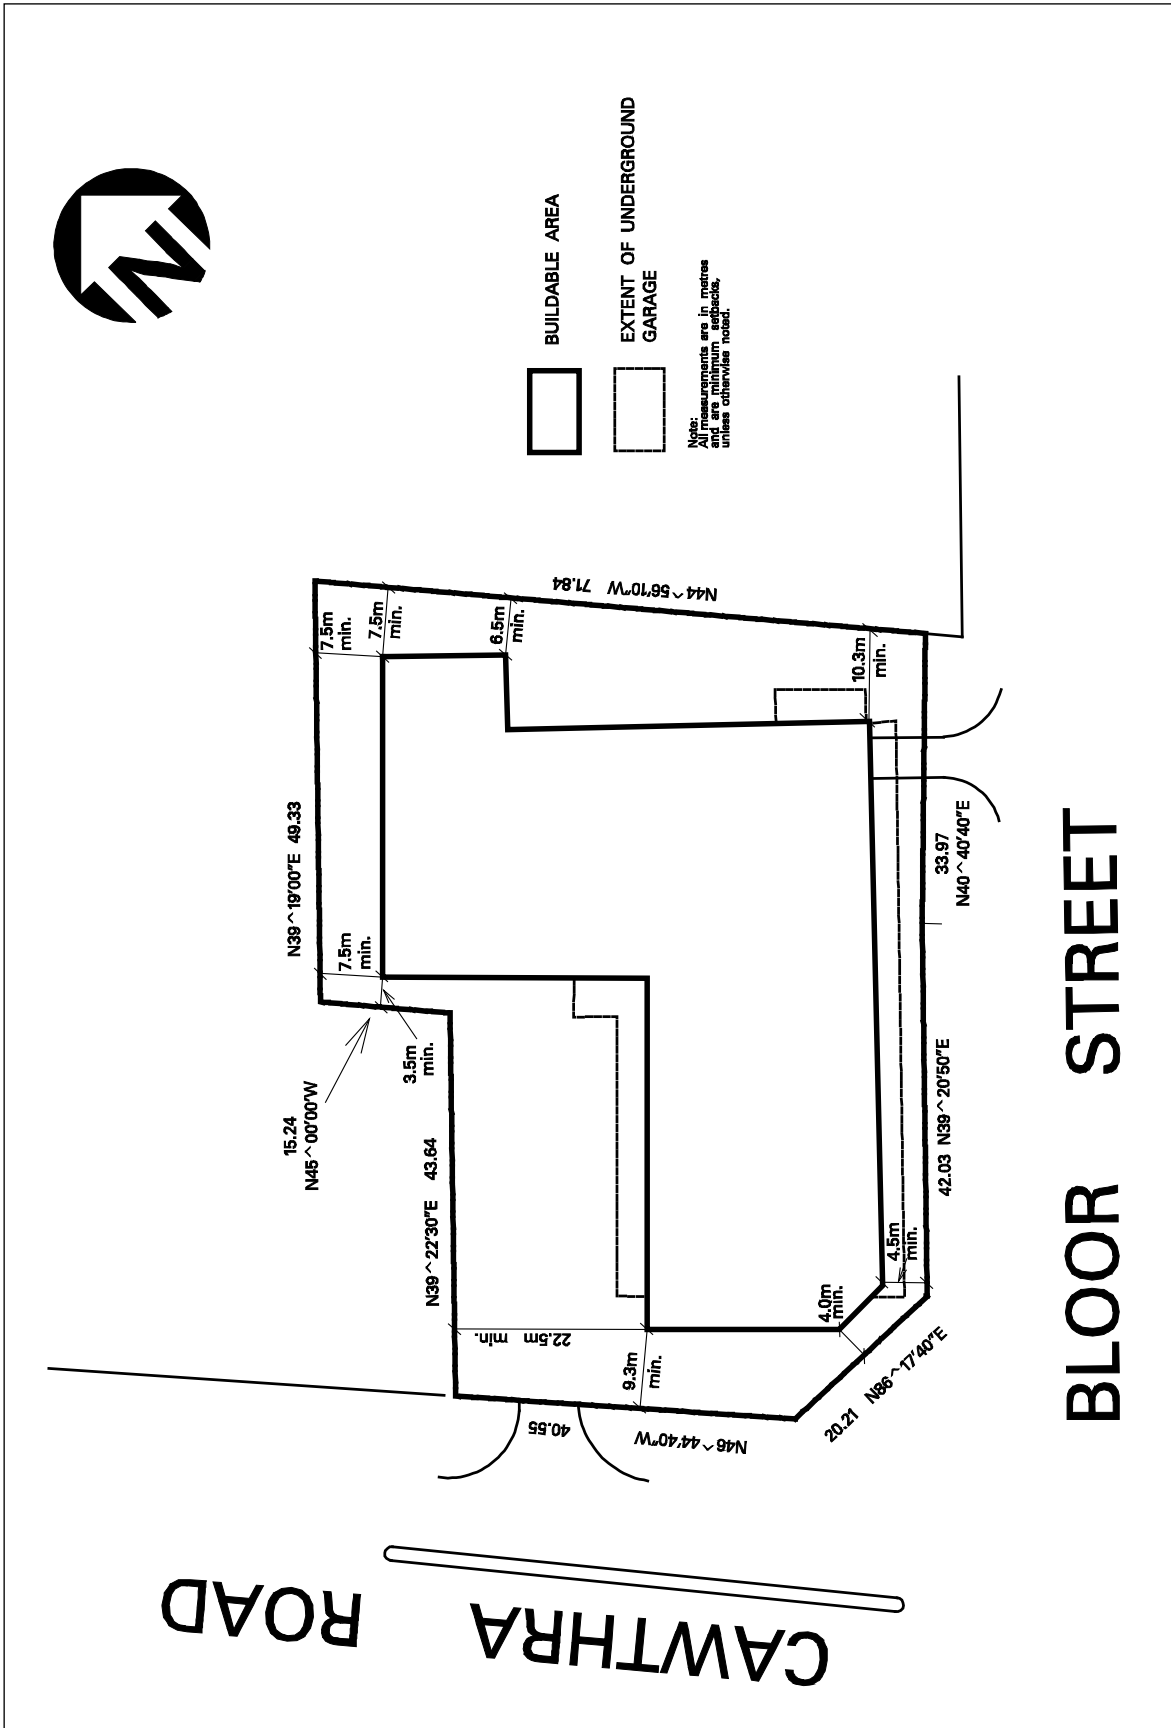 N
BUILDABLE AREA
EXTENT OF UNDERGROUND
GARAGE
Note:
All measurements are in metres
and are minimum setbacks,
unless otherwise noted.
N39^19'00"E 49.33
7.5m
min.
7.5m
min.
7.5m
min.
6.5m
min.
N44^56'10"W 71.84
10.3m
min.
15.24
N45^00'00"W
3.5m
min.
N39^22'30"E 43.64
22.5m min.
9.3m
min.
4.0m
min.
4.5m
min.
40.55
N46^44'40"W
20.21 N86^17'40"E
42.03 N39^20'50"E
33.97
N40^40'40"E
CAWTHRA ROAD
BLOOR STREET